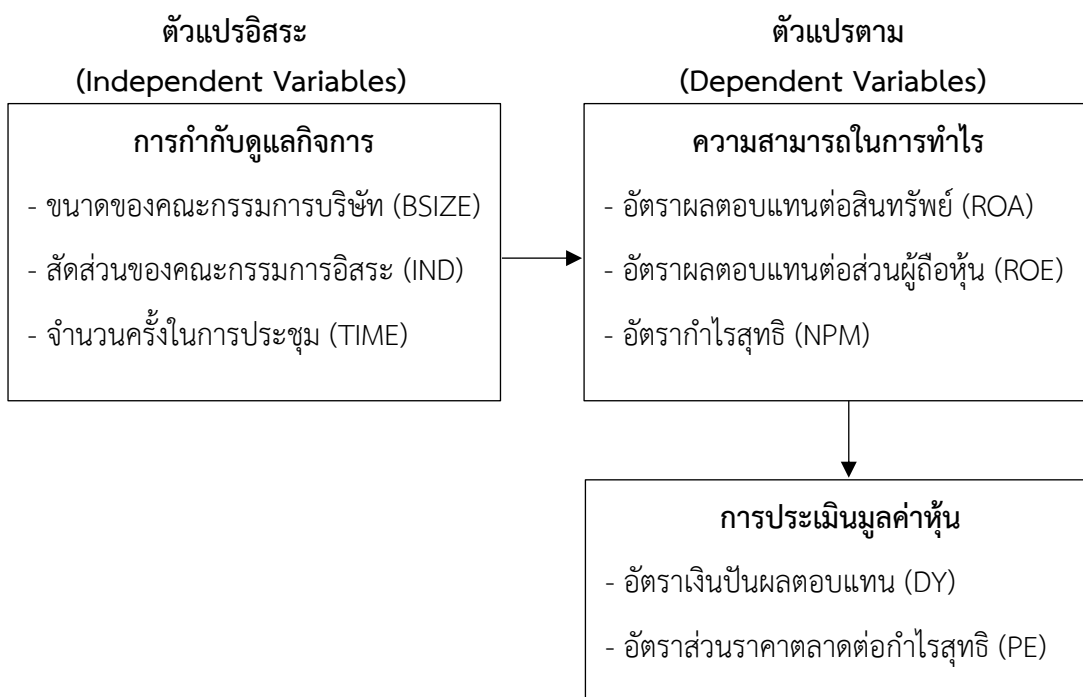 ตัวแปรอิสระ
(Independent Variables)
การกำกับดูแลกิจการ
- ขนาดของคณะกรรมการบริษัท (BSIZE)
- สัดส่วนของคณะกรรมการอิสระ (IND)
- จำนวนครั้งในการประชุม (TIME)
ตัวแปรตาม
(Dependent Variables)
ความสามารถในการทำไร
- อัตราผลตอบแทนต่อสินทรัพย์ (ROA)
- อัตราผลตอบแทนต่อส่วนผู้ถือหุ้น (ROE)
- อัตรากำไรสุทธิ (NPM)
การประเมินมูลค่าหุ้น
- อัตราเงินปันผลตอบแทน (DY)
- อัตราส่วนราคาตลาดต่อกำไรสุทธิ (PE)